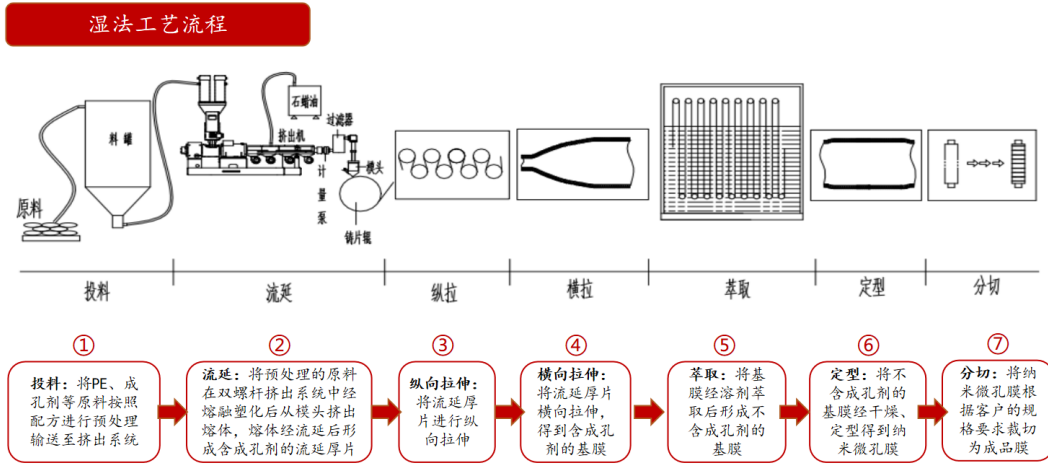 湿法工艺流程
石蜡油
过滤器
料罐
挤出机
模头
计量泵
原料
铸片辊
投料
流延
纵拉
横拉
萃取
定型
分切
①
②
③
④
⑤
⑥
⑦
投料：将PE、成
孔剂等原料按照
配方进行预处理
输送至挤出系统
流延：将预处理的原料
在双螺杆挤出系统中经
熔融塑化后从模头挤出
熔体，熔体经流延后形
成含成孔剂的流延厚片
纵向拉伸：
将流延厚
片进行纵
向拉伸
横向拉伸：
将流延厚片
横向拉伸，
得到含成孔
剂的基膜
萃取：将基
膜经溶剂萃
取后形成不
含成孔剂的
基膜
定型：将不
含成孔剂的
基膜经干燥、
定型得到纳
米微孔膜
分切：将纳
米微孔膜根
据客户的规
格要求裁切
为成品膜